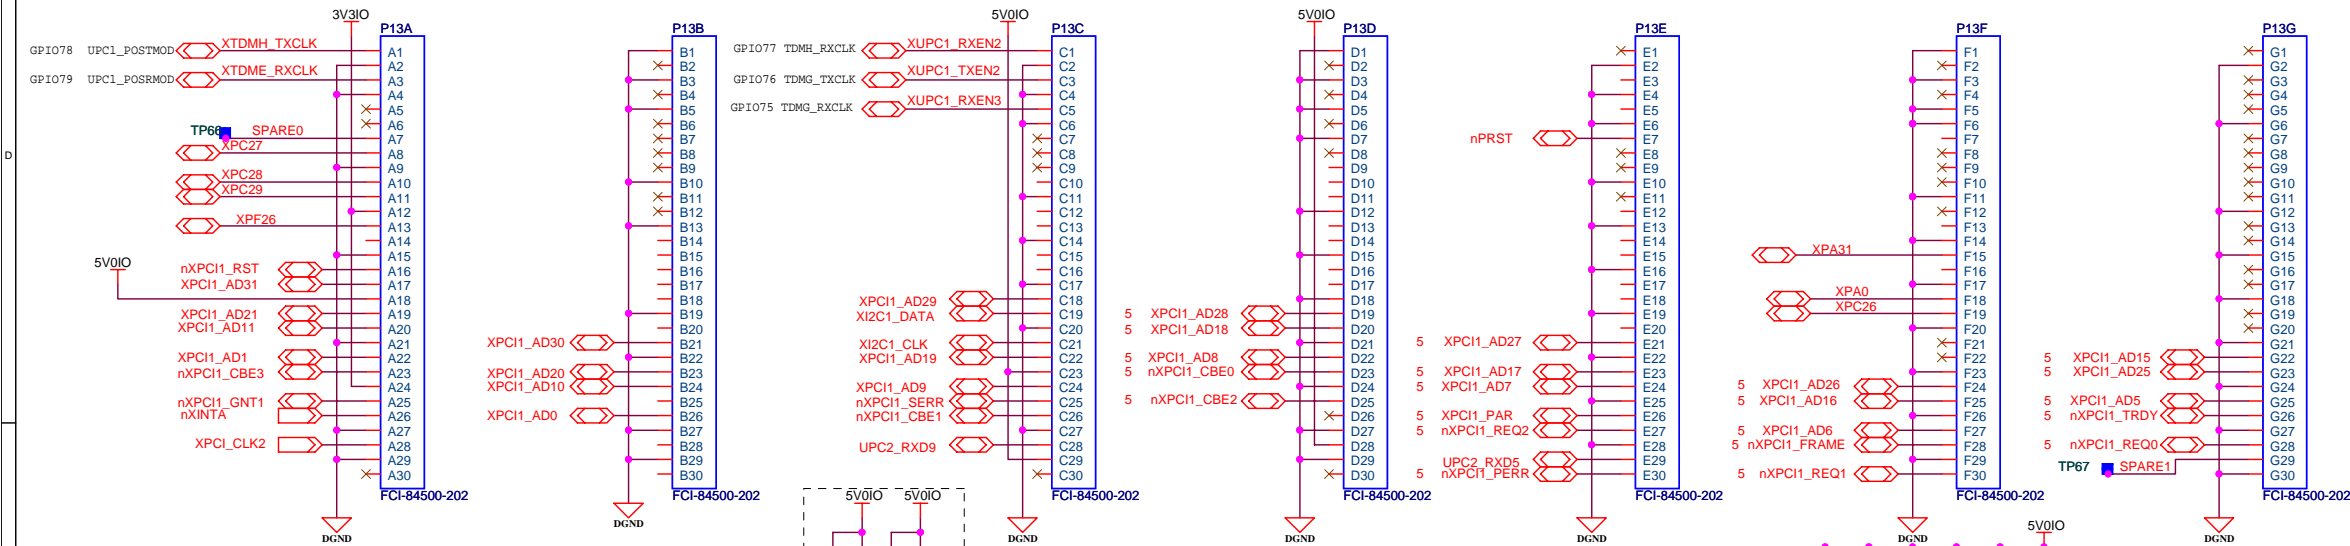 D
3V3IO
P13A
GPIO78 UPC1_POSTMOD XTDMH_TXCLK
GPIO79 UPC1_POSRMOD XTDME_RXCLK
TP66 SPARE0
XPC27
XPC28
XPC29
XPF26
5V0IO
nXPCI1_RST
XPCI1_AD31
XPCI1_AD21
XPCI1_AD11
XPCI1_AD1
nXPCI1_CBE3
nXPCI1_GNT1
nXINTA
XPCI_CLK2
A1
A2
A3
A4
A5
A6
A7
A8
A9
A10
A11
A12
A13
A14
A15
A16
A17
A18
A19
A20
A21
A22
A23
A24
A25
A26
A27
A28
A29
A30
FCI-84500-202
DGND
P13B
XPCI1_AD30
XPCI1_AD20
XPCI1_AD10
XPCI1_AD0
B1
B2
B3
B4
B5
B6
B7
B8
B9
B10
B11
B12
B13
B14
B15
B16
B17
B18
B19
B20
B21
B22
B23
B24
B25
B26
B27
B28
B29
B30
FCI-84500-202
DGND
5V0IO
P13C
GPIO77 TDMH_RXCLK XUPC1_RXEN2
GPIO76 TDMG_TXCLK XUPC1_TXEN2
GPIO75 TDMG_RXCLK XUPC1_RXEN3
XPCI1_AD29
XI2C1_DATA
XI2C1_CLK
XPCI1_AD19
XPCI1_AD9
nXPCI1_SERR
nXPCI1_CBE1
UPC2_RXD9
C1
C2
C3
C4
C5
C6
C7
C8
C9
C10
C11
C12
C13
C14
C15
C16
C17
C18
C19
C20
C21
C22
C23
C24
C25
C26
C27
C28
C29
C30
FCI-84500-202
DGND
5V0IO 5V0IO
5V0IO
P13D
5 XPCI1_AD28
5 XPCI1_AD18
5 XPCI1_AD8
5 nXPCI1_CBE0
5 nXPCI1_CBE2
D1
D2
D3
D4
D5
D6
D7
D8
D9
D10
D11
D12
D13
D14
D15
D16
D17
D18
D19
D20
D21
D22
D23
D24
D25
D26
D27
D28
D29
D30
FCI-84500-202
DGND
P13E
nPRST
5 XPCI1_AD27
5 XPCI1_AD17
5 XPCI1_AD7
5 XPCI1_PAR
5 nXPCI1_REQ2
UPC2_RXD5
5 nXPCI1_PERR
E1
E2
E3
E4
E5
E6
E7
E8
E9
E10
E11
E12
E13
E14
E15
E16
E17
E18
E19
E20
E21
E22
E23
E24
E25
E26
E27
E28
E29
E30
FCI-84500-202
DGND
P13F
XPA31
XPA0
XPC26
5 XPCI1_AD26
5 XPCI1_AD16
5 XPCI1_AD6
5 nXPCI1_FRAME
5 nXPCI1_REQ1
F1
F2
F3
F4
F5
F6
F7
F8
F9
F10
F11
F12
F13
F14
F15
F16
F17
F18
F19
F20
F21
F22
F23
F24
F25
F26
F27
F28
F29
F30
FCI-84500-202
DGND
5V0IO
P13G
5 XPCI1_AD15
5 XPCI1_AD25
5 XPCI1_AD5
5 nXPCI1_TRDY
5 nXPCI1_REQ0
TP67 SPARE1
G1
G2
G3
G4
G5
G6
G7
G8
G9
G10
G11
G12
G13
G14
G15
G16
G17
G18
G19
G20
G21
G22
G23
G24
G25
G26
G27
G28
G29
G30
FCI-84500-202
DGND